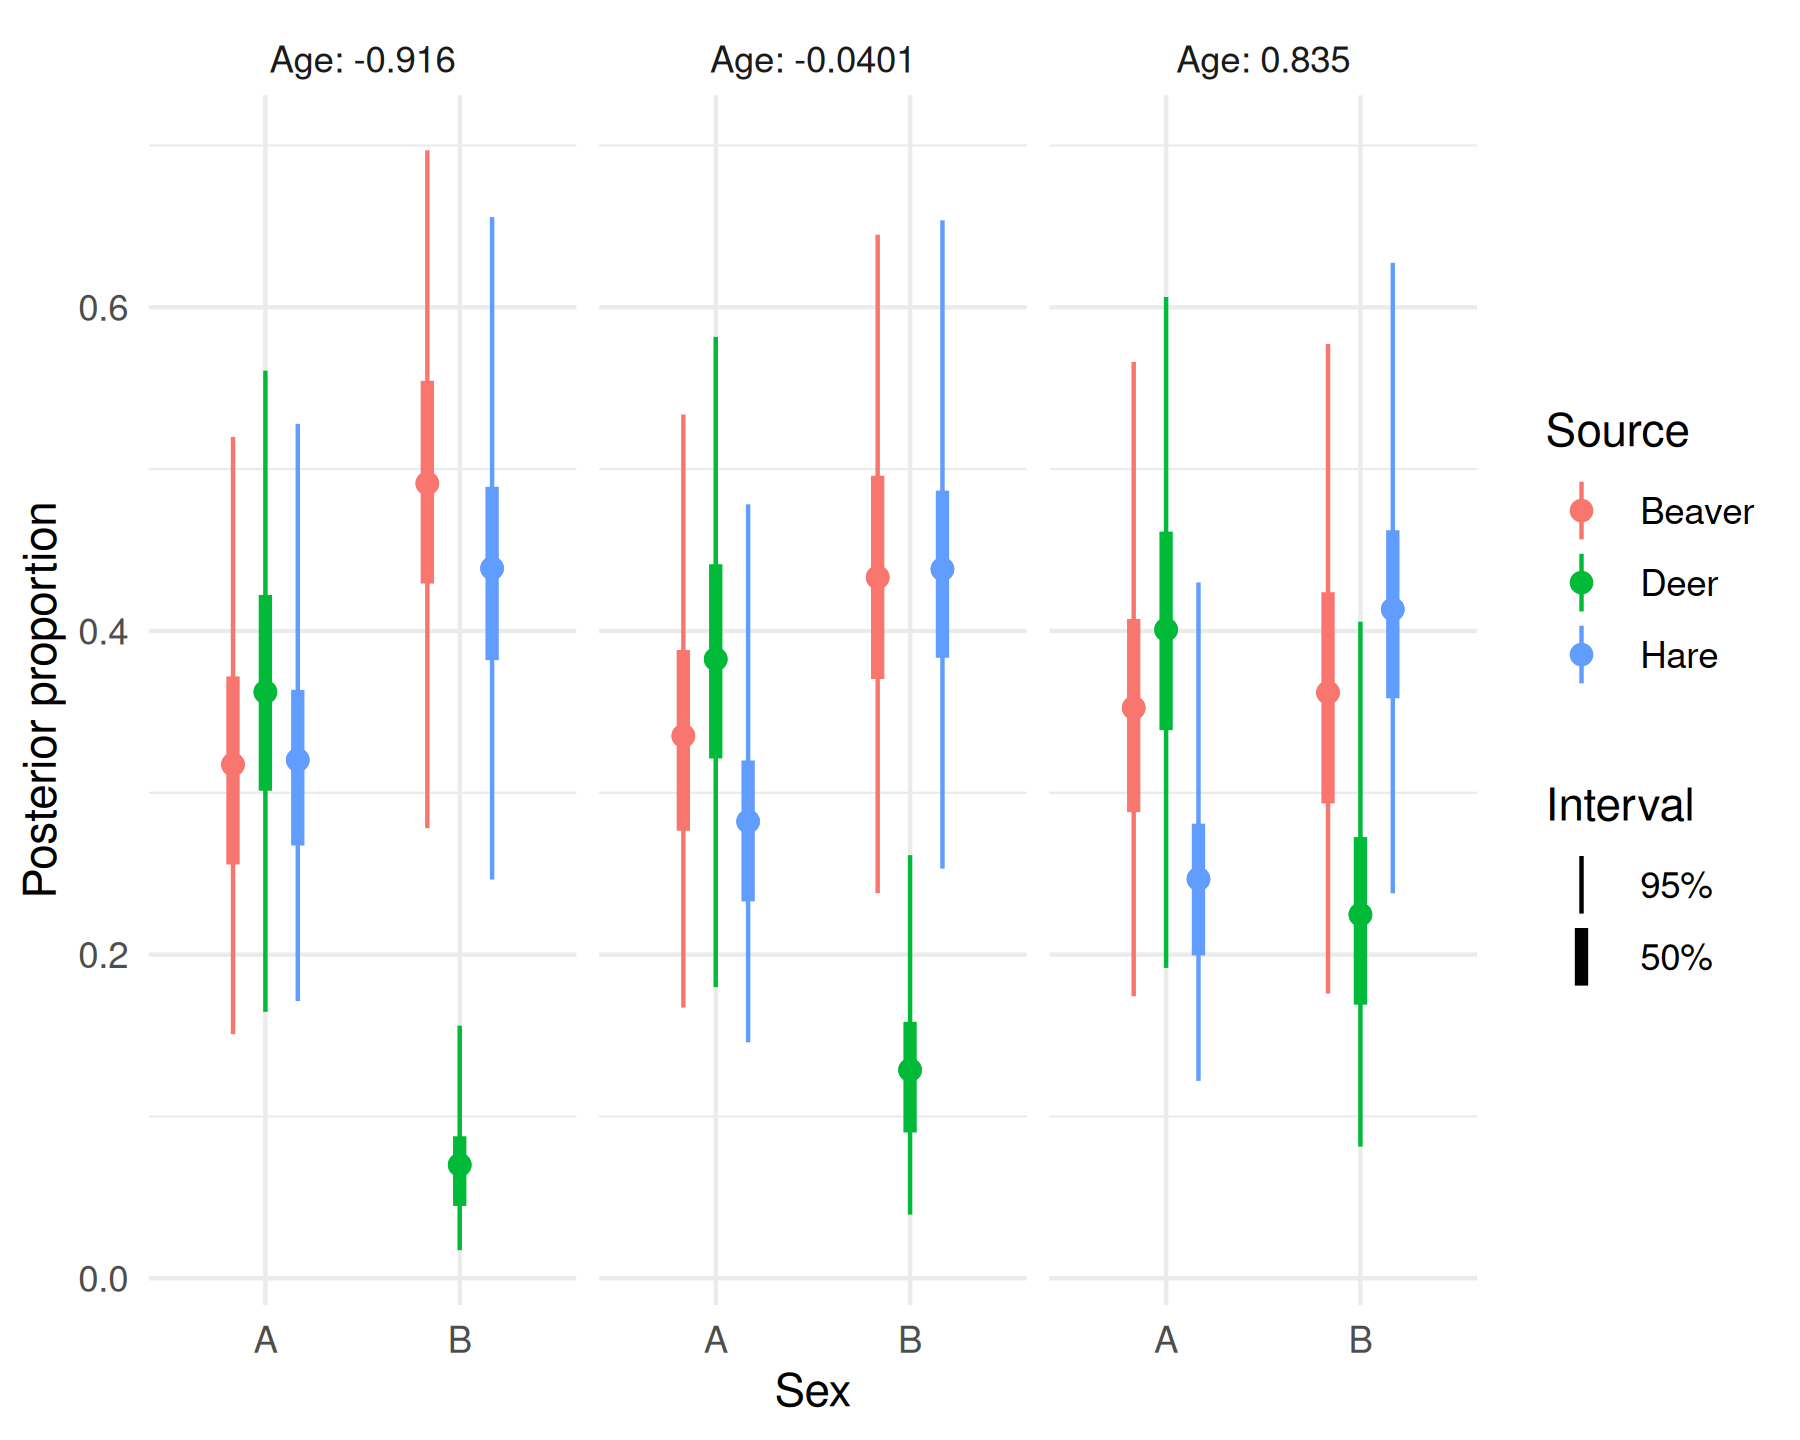 Age: -0.916
Age: -0.0401
Age: 0.835
Posterior proportion
0.6
0.4
0.2
0.0
A
B
A
B
A
B
Sex
Source
Beaver
Deer
Hare
Interval
95%
50%